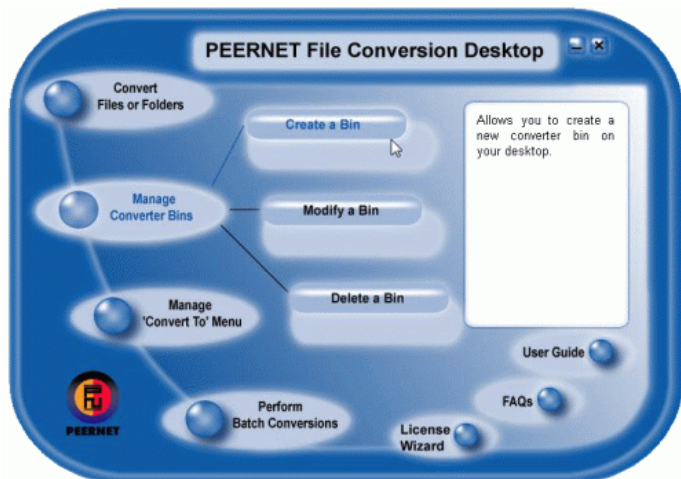 PEERNET File Conversion Desktop
Convert
Files or Folders
Create a Bin
Allows you to create a
new converter bin on
your desktop.
Manage
Converter Bins
Modify a Bin
Delete a Bin
Manage
'Convert To' Menu
User Guide
FAQs
Perform
Batch Conversions
License
Wizard
PEERNET